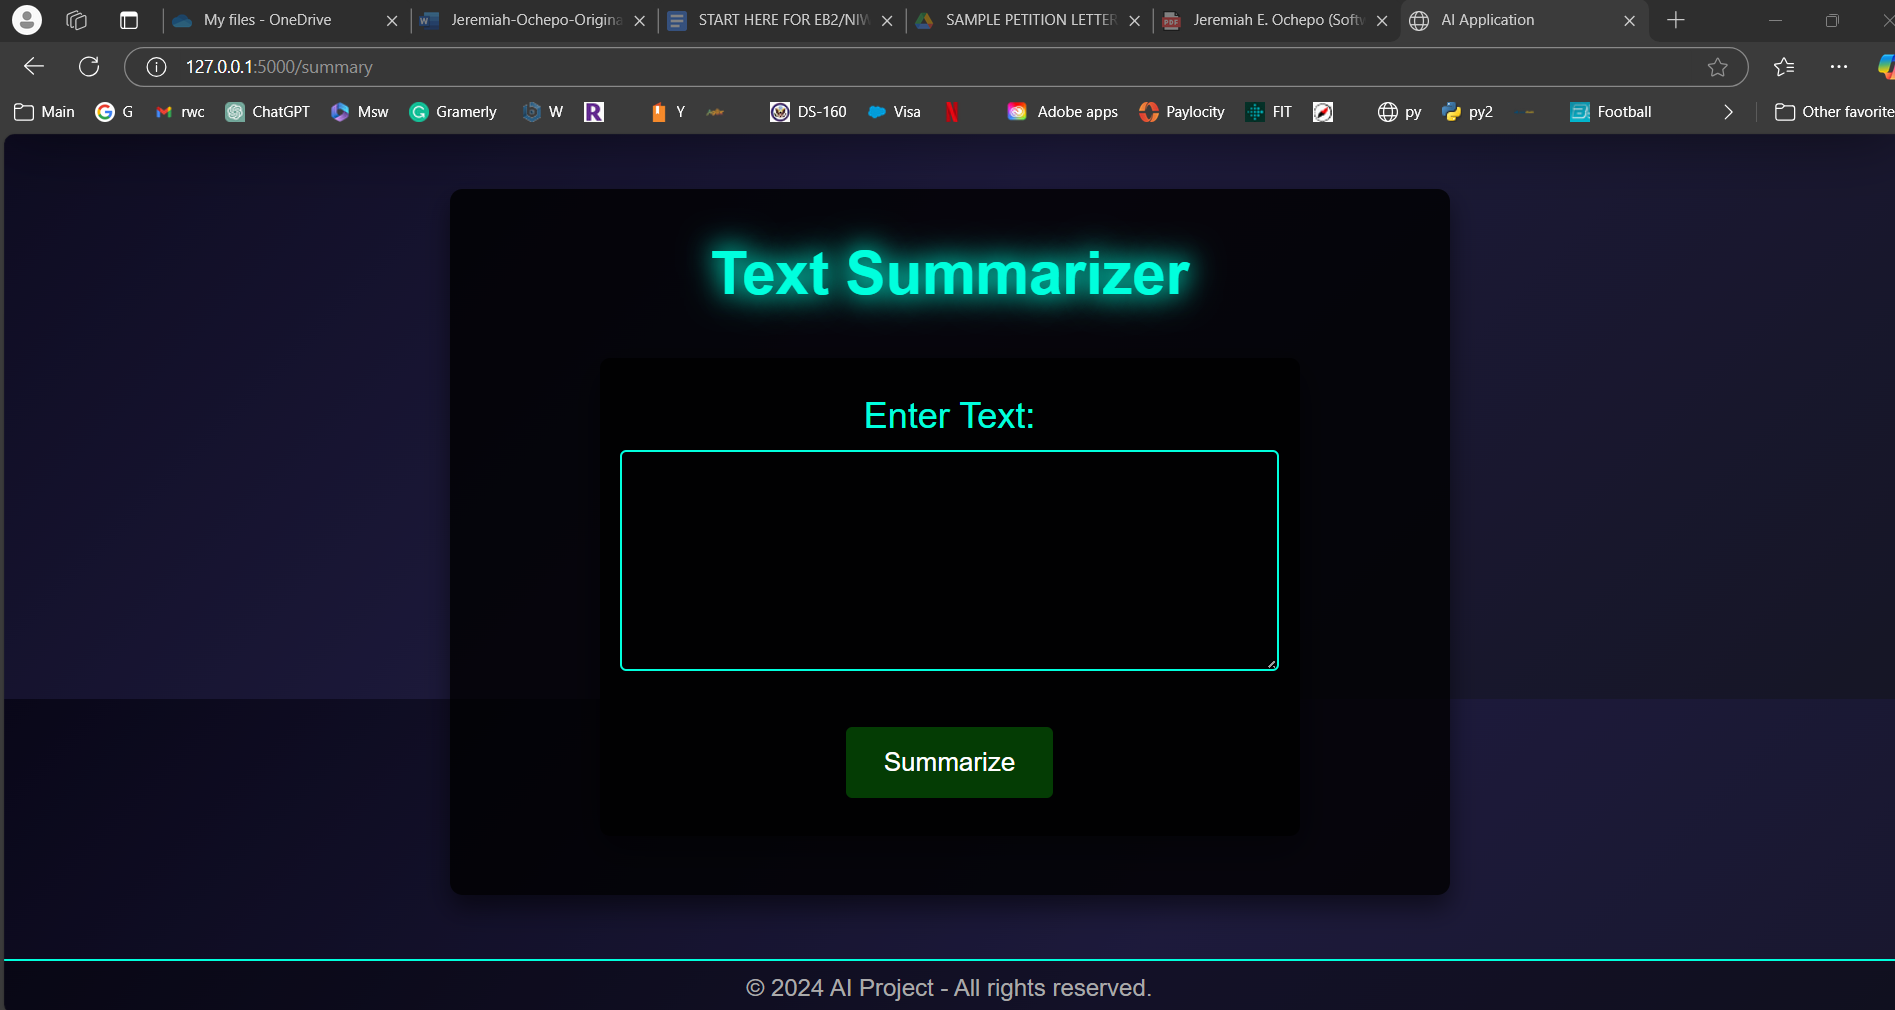 My files - OneDrive
Jeremiah-Ochepo-Origina
START HERE FOR EB2/NIW
SAMPLE PETITION LETTER
Jeremiah E. Ochepo (Softw
AI Application
127.0.0.1:5000/summary
Main
G
rwc
ChatGPT
Msw
Gramerly
W
R
Y
DS-160
Visa
N
Adobe apps
Paylocity
FIT
py
py2
Football
Other favorite
Text Summarizer
Enter Text:
Summarize
© 2024 AI Project - All rights reserved.